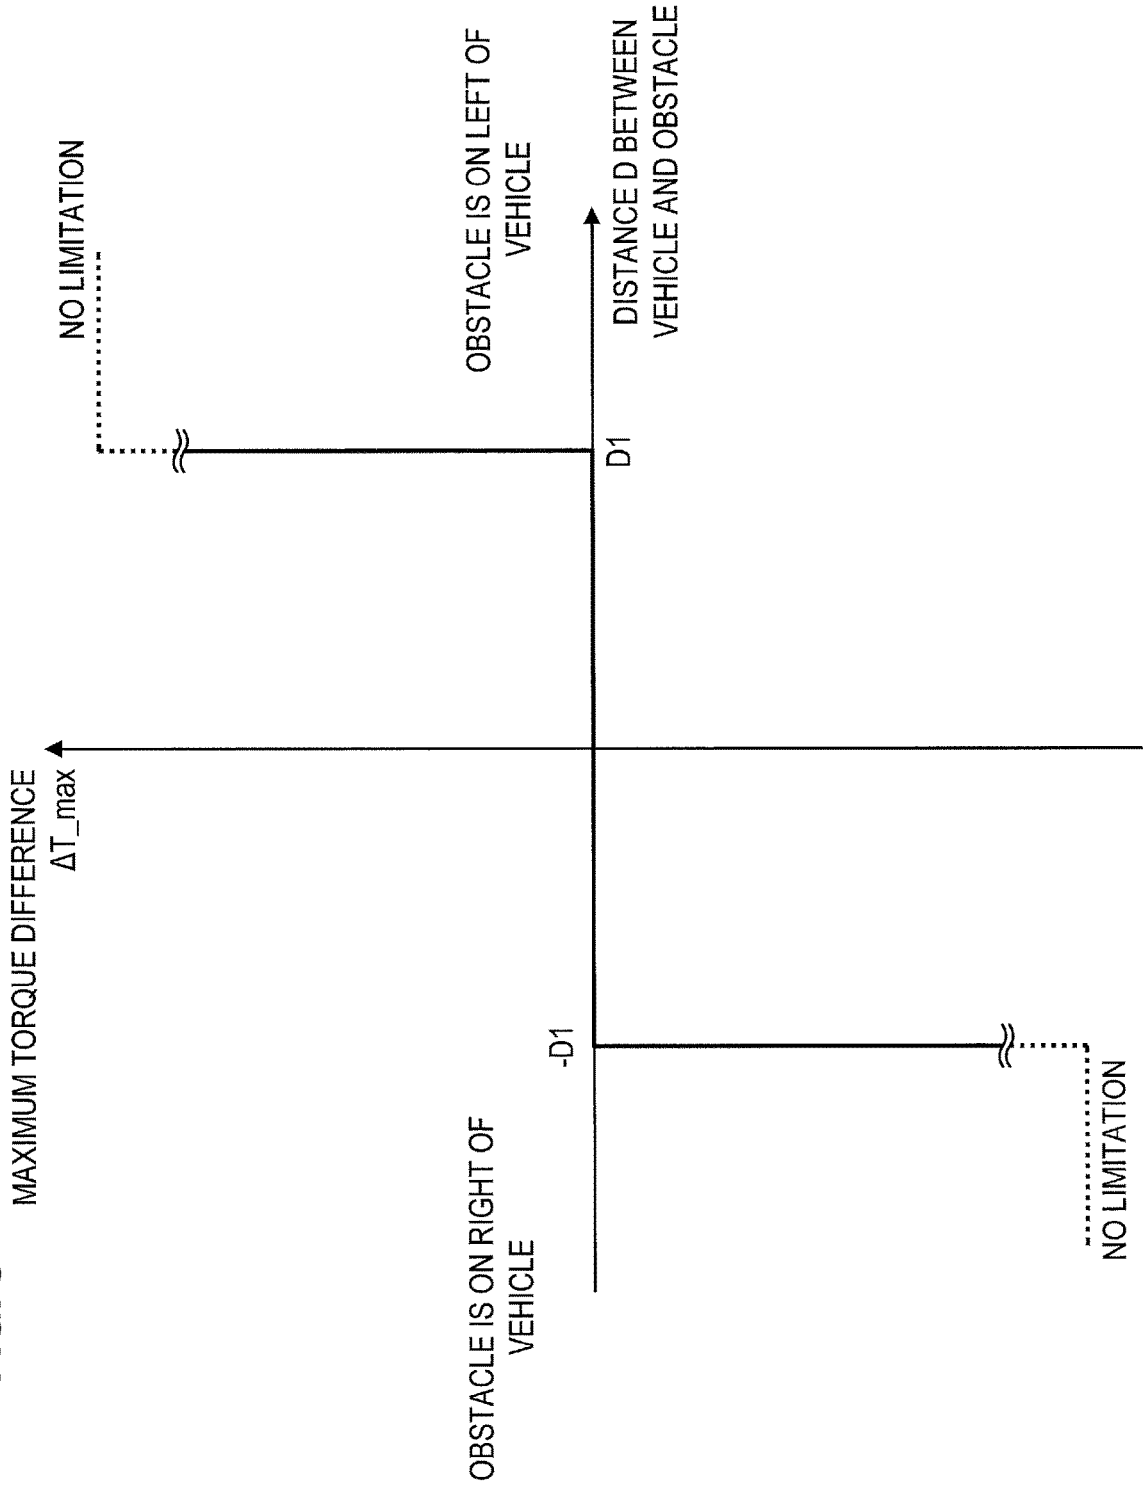 MAXIMUM TORQUE DIFFERENCE
ΔT_max
NO LIMITATION
OBSTACLE IS ON RIGHT OF
VEHICLE
OBSTACLE IS ON LEFT OF
VEHICLE
-D1
D1
DISTANCE D BETWEEN
VEHICLE AND OBSTACLE
NO LIMITATION